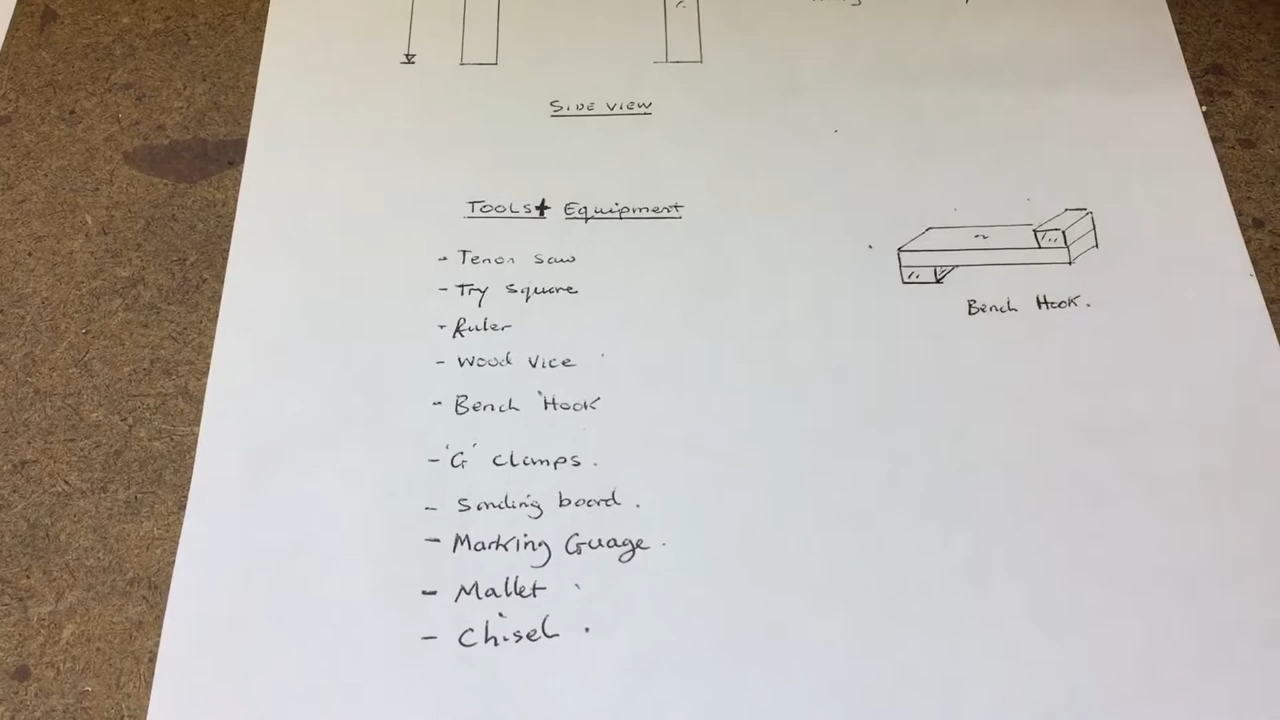 SIDE VIEW
TOOLS + Equipment
- Tenon saw
- Try square
- Ruler
- Wood Vice
- Bench Hook
- 'G' clamps.
- Sanding board.
- Marking Guage.
- Mallet
- Chisel.
Bench Hook.